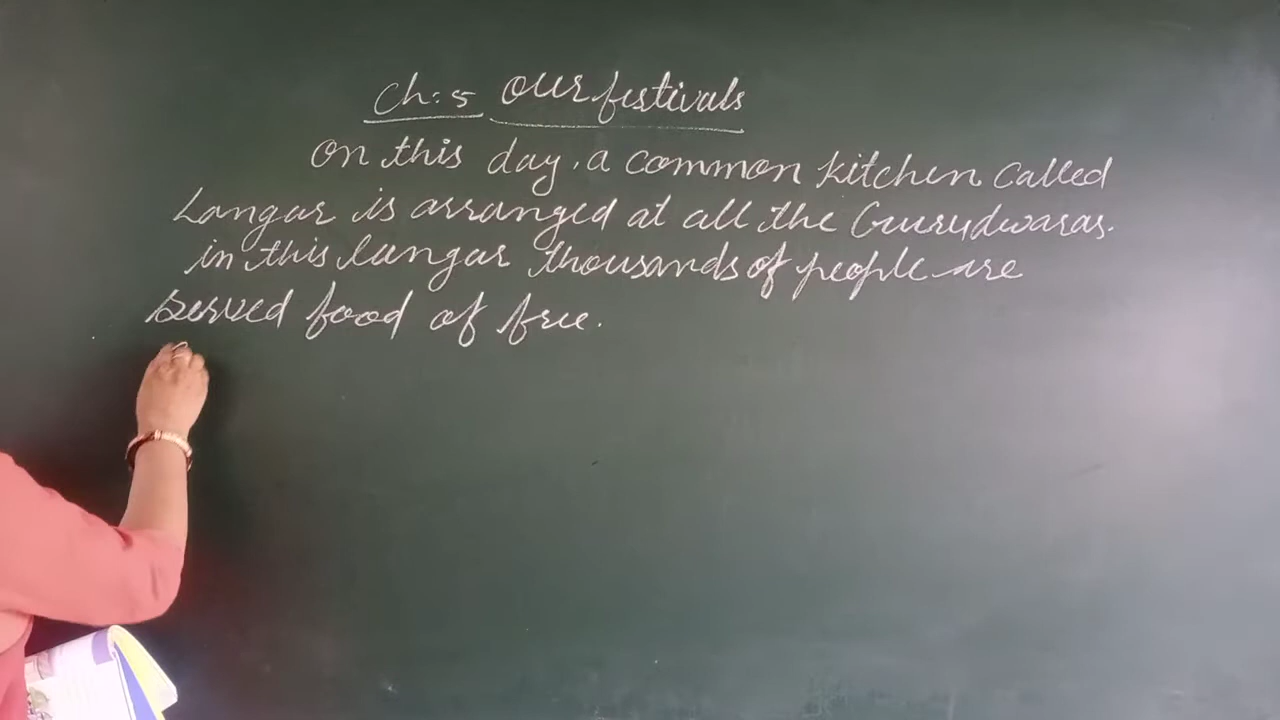 Ch: 5 Our festivals
On this day, a common kitchen called
Langar is arranged at all the Gurudwaras.
in this langar thousands of people are
served food of free.